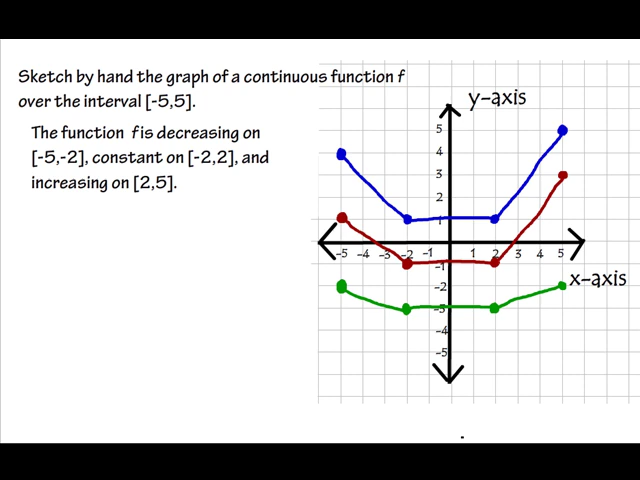 Sketch by hand the graph of a continuous function f
over the interval [-5,5].
The function f is decreasing on
[-5,-2], constant on [-2,2], and
increasing on [2,5].
y-axis
5
4
3
2
1
-5 -4 -3 -2 -1 1 2 3 4 5
-1
x-axis
-2
-3
-4
-5